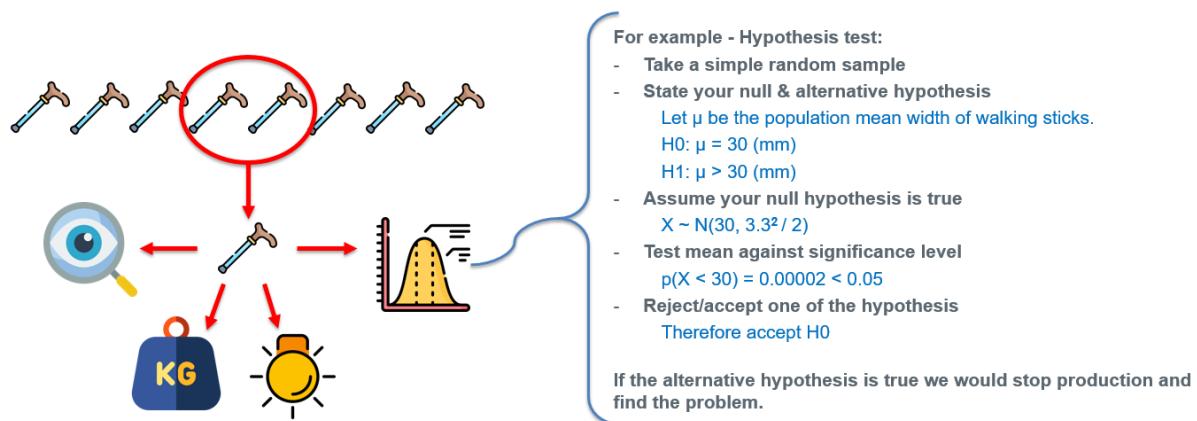 For example - Hypothesis test:
- Take a simple random sample
- State your null & alternative hypothesis
Let μ be the population mean width of walking sticks.
H0: μ = 30 (mm)
H1: μ > 30 (mm)
- Assume your null hypothesis is true
X ~ N(30, 3.3² / 2)
- Test mean against significance level
p(X < 30) = 0.00002 < 0.05
- Reject/accept one of the hypothesis
Therefore accept H0
If the alternative hypothesis is true we would stop production and
find the problem.
KG